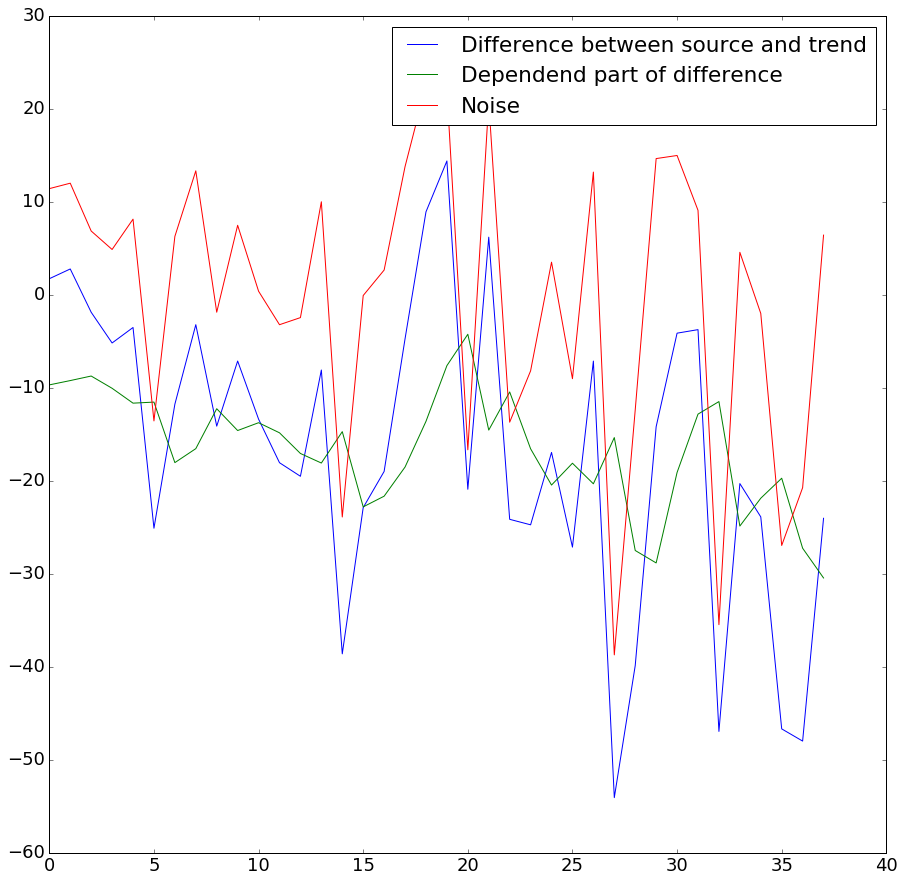 Difference between source and trend
Dependend part of difference
Noise
30
20
10
0
−10
−20
−30
−40
−50
−60
0 5 10 15 20 25 30 35 40